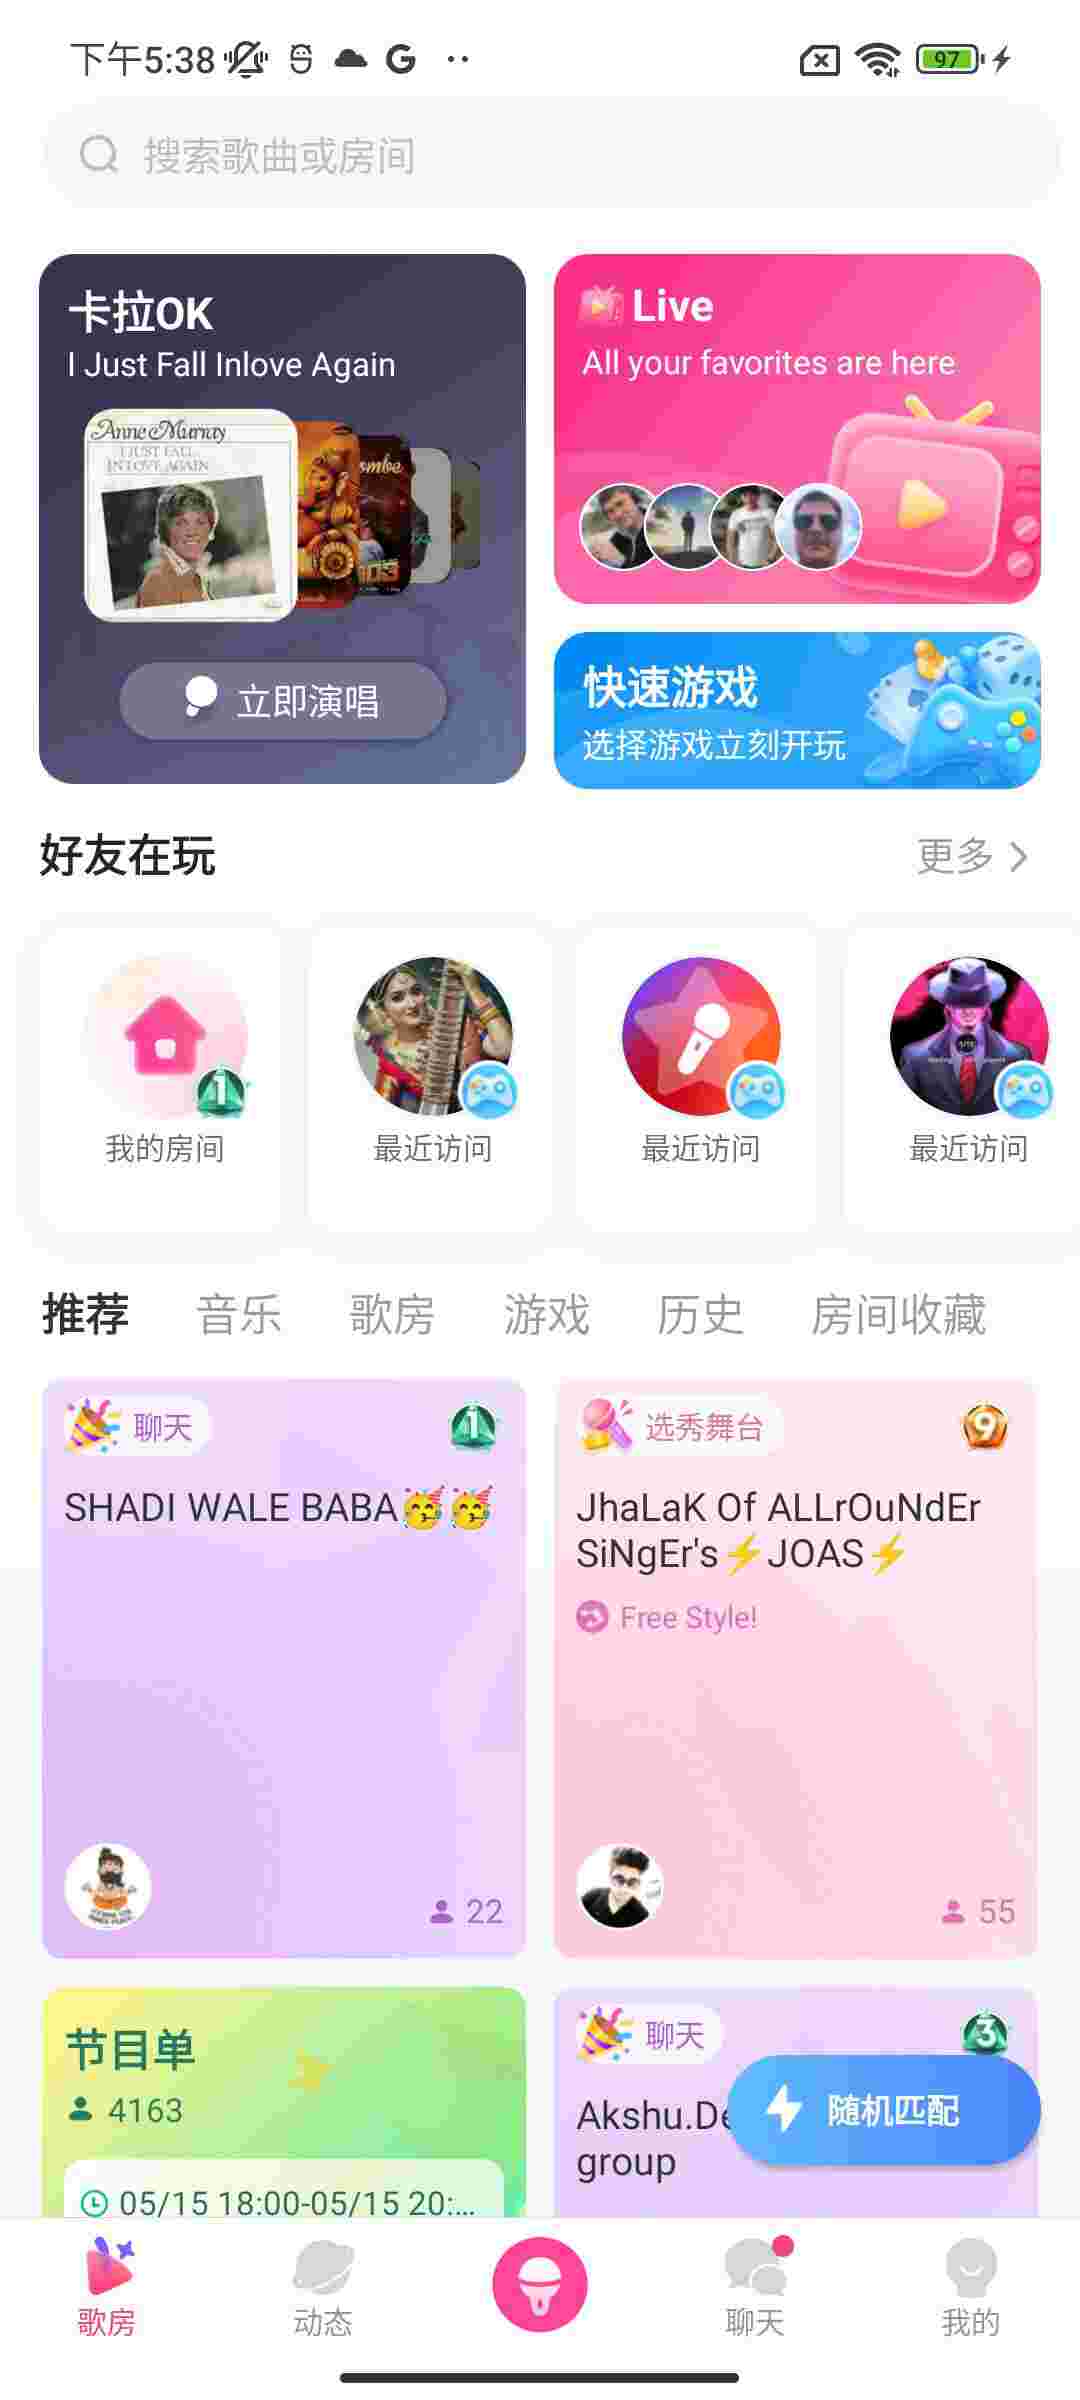 下午5:38
97
搜索歌曲或房间
卡拉OK
I Just Fall Inlove Again
Anne Murray
I JUST FALL
IN LOVE AGAIN
立即演唱
Live
All your favorites are here
快速游戏
选择游戏立刻开玩
好友在玩
更多
1
我的房间
最近访问
最近访问
最近访问
推荐
音乐
歌房
游戏
历史
房间收藏
聊天
1
SHADI WALE BABA🥳🥳
22
选秀舞台
9
JhaLaK Of ALLrOuNdEr
SiNgEr's⚡JOAS⚡
Free Style!
55
节目单
4163
05/15 18:00-05/15 20:...
聊天
3
Akshu.De
group
随机匹配
歌房
动态
聊天
我的